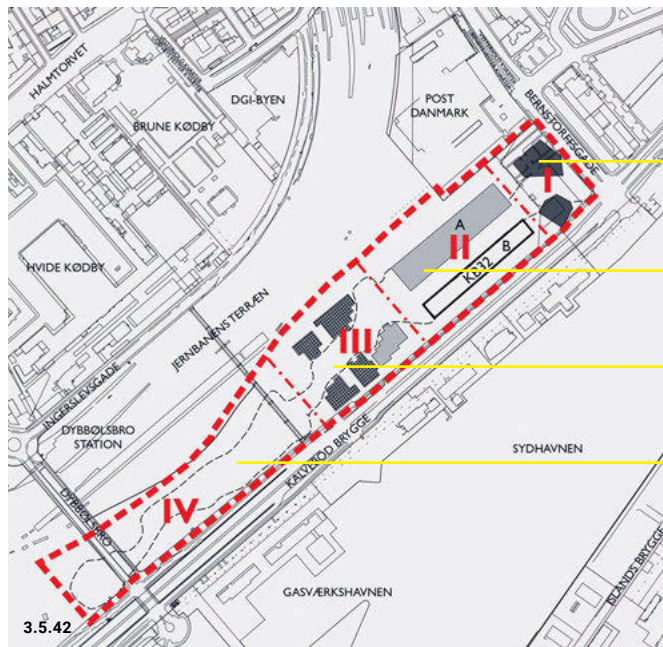 HALMTORVET
BRUNE KØDBY
DGI-BYEN
POST
DANMARK
BERNSTORFFSGADE
I
A
II
B
KB32
HVIDE KØDBY
JERNBANENS TERRÆN
III
INGERSLEVSGADE
DYBBØLSBRO
STATION
KALVEBOD BRYGGE
SYDHAVNEN
DYBBØLSBRO
IV
GASVÆRKSHAVNEN
ISLANDS BRYGGE
3.5.42